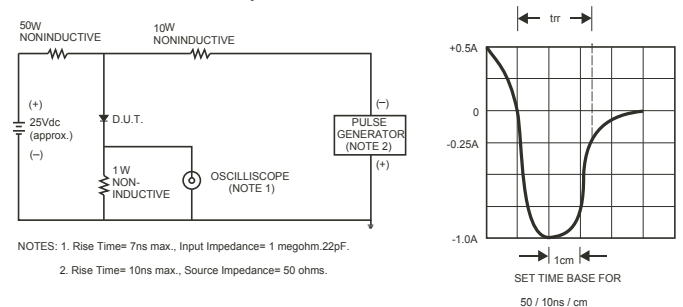 50W
NONINDUCTIVE
10W
NONINDUCTIVE
(+)
25Vdc
(approx.)
(–)
D.U.T.
1W
NON-
INDUCTIVE
OSCILLISCOPE
(NOTE 1)
(–)
PULSE
GENERATOR
(NOTE 2)
(+)
NOTES: 1. Rise Time= 7ns max., Input Impedance= 1 megohm.22pF.
2. Rise Time= 10ns max., Source Impedance= 50 ohms.
trr
+0.5A
0
-0.25A
-1.0A
1cm
SET TIME BASE FOR
50 / 10ns / cm